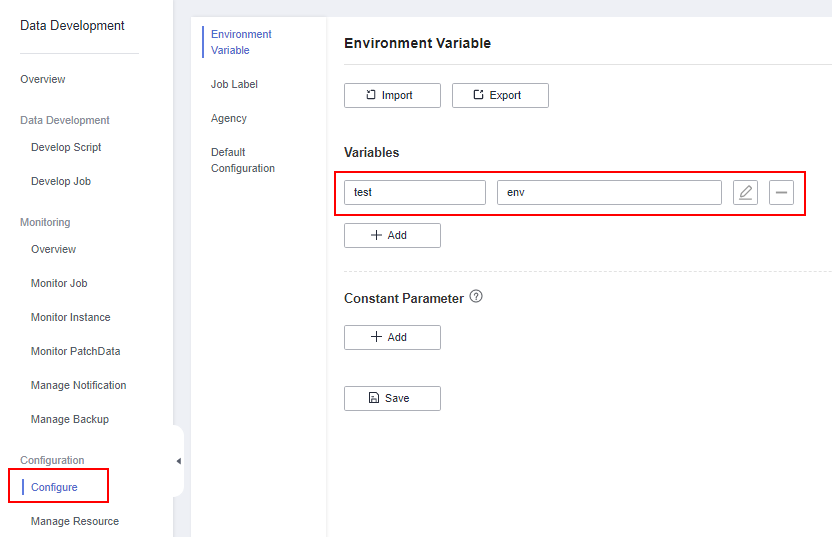 Data Development
Overview
Data Development
Develop Script
Develop Job
Monitoring
Overview
Monitor Job
Monitor Instance
Monitor PatchData
Manage Notification
Manage Backup
Configuration
Configure
Manage Resource
Environment
Variable
Job Label
Agency
Default
Configuration
Environment Variable
Import
Export
Variables
test
env
Add
Constant Parameter
Add
Save